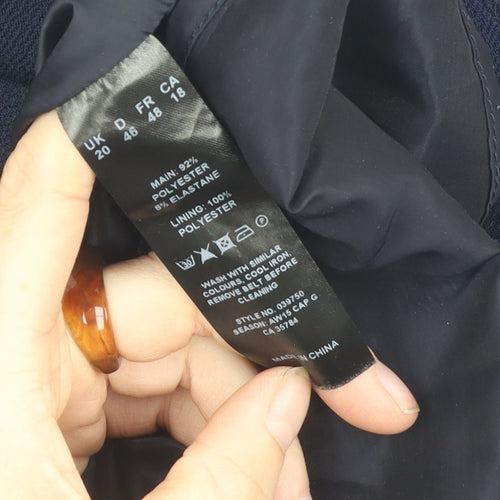 UK D FR CA
20 46 48 18
MAIN: 92%
POLYESTER
8% ELASTANE
LINING: 100%
POLYESTER
WASH WITH SIMILAR
COLOURS, COOL IRON.
REMOVE BELT BEFORE
CLEANING
STYLE NO. 039750
SEASON: AW15 CAP G
CA 35784
MADE IN CHINA